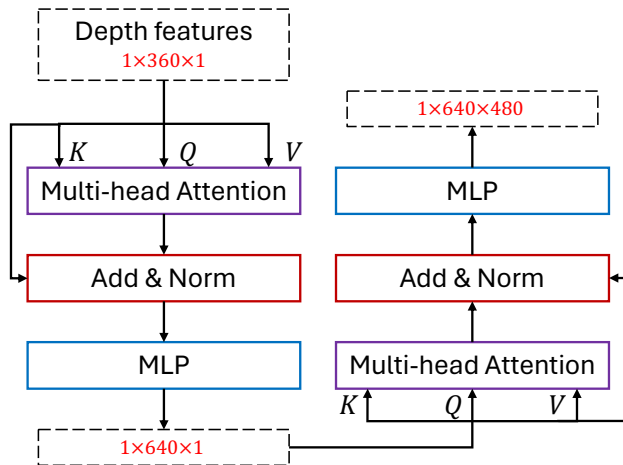 Depth features
1×360×1
K Q V
Multi-head Attention
Add & Norm
MLP
1×640×1
1×640×480
MLP
Add & Norm
Multi-head Attention
K Q V